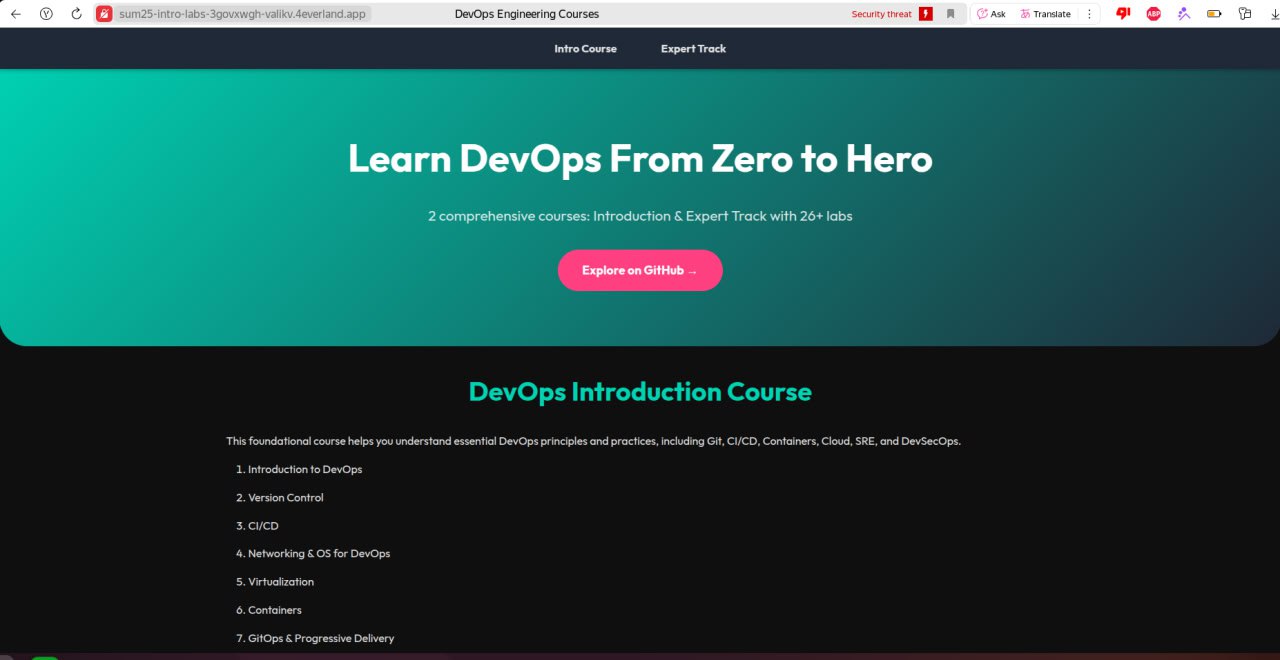 sum25-intro-labs-3govxwgh-valikv.4everland.app DevOps Engineering Courses Security threat Ask Translate
ABP
Intro Course Expert Track
Learn DevOps From Zero to Hero
2 comprehensive courses: Introduction & Expert Track with 26+ labs
Explore on GitHub →
DevOps Introduction Course
This foundational course helps you understand essential DevOps principles and practices, including Git, CI/CD, Containers, Cloud, SRE, and DevSecOps.
1. Introduction to DevOps
2. Version Control
3. CI/CD
4. Networking & OS for DevOps
5. Virtualization
6. Containers
7. GitOps & Progressive Delivery